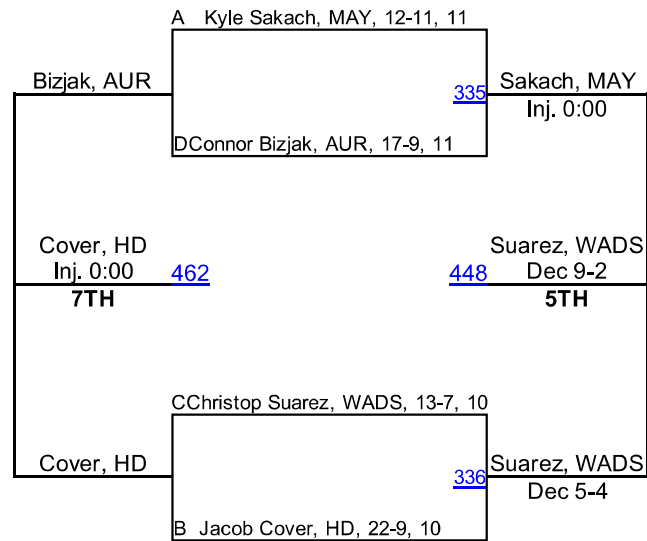 A Kyle Sakach, MAY, 12-11, 11
Bizjak, AUR
335
Sakach, MAY
Inj. 0:00
DConnor Bizjak, AUR, 17-9, 11
Cover, HD
Inj. 0:00
7TH
462
448
Suarez, WADS
Dec 9-2
5TH
CChristop Suarez, WADS, 13-7, 10
Cover, HD
336
Suarez, WADS
Dec 5-4
B Jacob Cover, HD, 22-9, 10